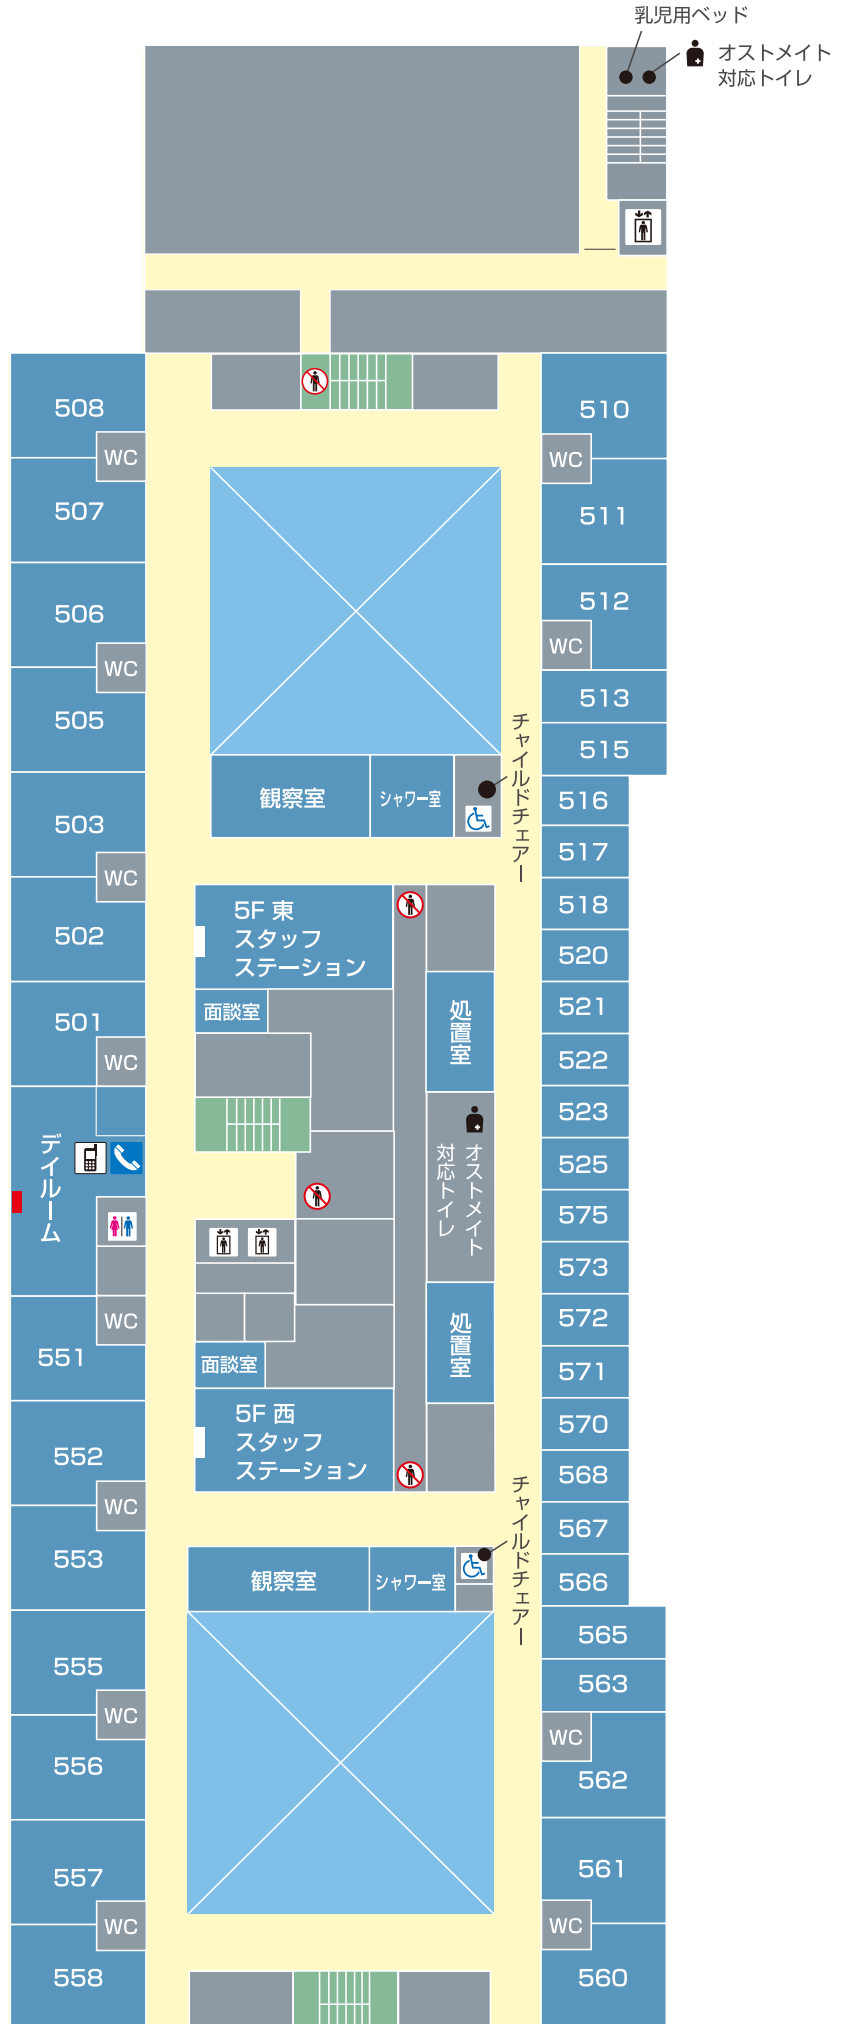 乳児用ベッド
オストメイト
対応トイレ
508
WC
507
506
WC
505
503
WC
502
501
WC
デイルーム
WC
551
552
WC
553
555
WC
556
557
WC
558
観察室
シャワー室
チャイルドチェアー
5F 東
スタッフ
ステーション
面談室
処置室
オストメイト
対応トイレ
処置室
面談室
5F 西
スタッフ
ステーション
チャイルドチェアー
観察室
シャワー室
510
WC
511
512
WC
513
515
516
517
518
520
521
522
523
525
575
573
572
571
570
568
567
566
565
563
WC
562
561
WC
560